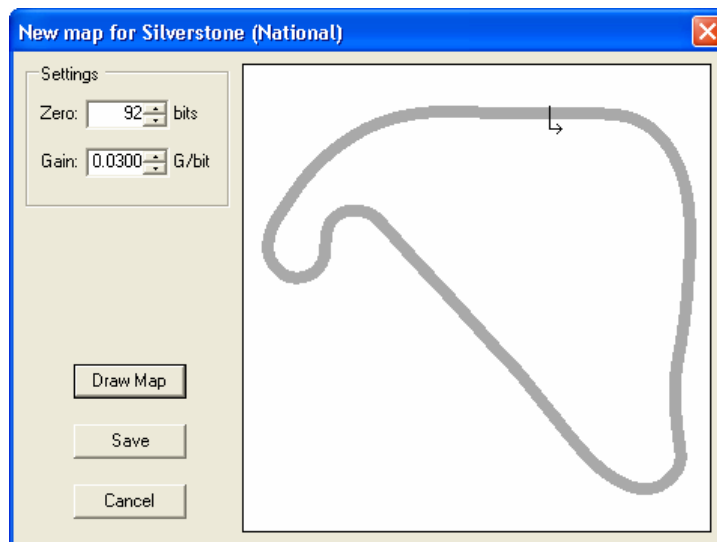 New map for Silverstone (National)
Settings
Zero: 92 bits
Gain: 0.0300 G/bit
Draw Map
Save
Cancel